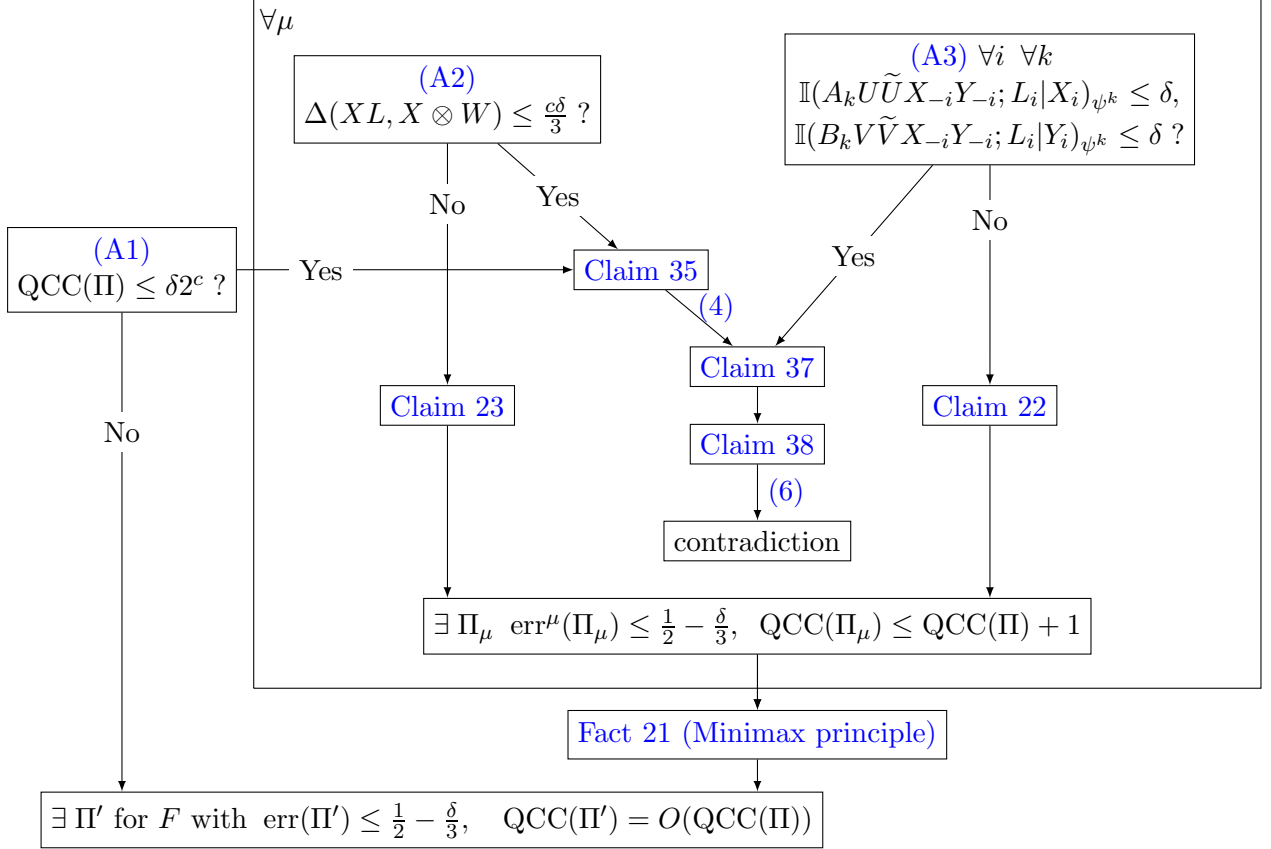 ∀μ
(A2)
Δ(XL, X ⊗ W) ≤ cδ/3 ?
(A3) ∀i ∀k
𝕀(A_k U Ũ X_{−i} Y_{−i}; L_i | X_i)_{ψ^k} ≤ δ,
𝕀(B_k V Ṽ X_{−i} Y_{−i}; L_i | Y_i)_{ψ^k} ≤ δ ?
No
Yes
Yes
No
(A1)
QCC(Π) ≤ δ2^c ?
Yes
Claim 35
(4)
Claim 37
Claim 23
Claim 22
No
Claim 38
(6)
contradiction
∃ Π_μ err^μ(Π_μ) ≤ 1/2 − δ/3, QCC(Π_μ) ≤ QCC(Π) + 1
Fact 21 (Minimax principle)
∃ Π′ for F with err(Π′) ≤ 1/2 − δ/3, QCC(Π′) = O(QCC(Π))